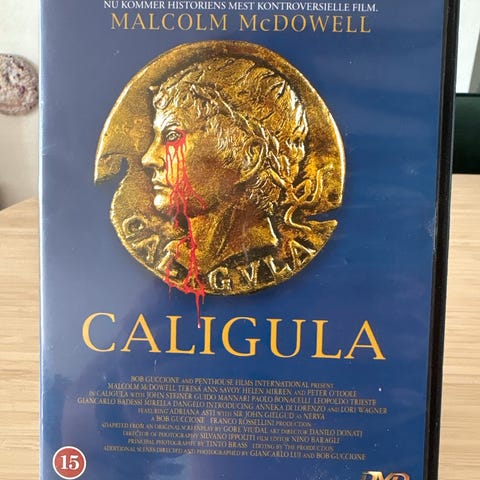 NU KOMMER HISTORIENS MEST KONTROVERSIELLE FILM.
MALCOLM McDOWELL
CALIGVLA
CALIGULA
BOB GUCCIONE AND PENTHOUSE FILMS INTERNATIONAL PRESENT
MALCOLM McDOWELL TERESA ANN SAVOY HELEN MIRREN AND PETER O'TOOLE
IN CALIGULA WITH JOHN STEINER GUIDO MANNARI PAOLO BONACELLI LEOPOLDO TRIESTE
GIANCARLO BADESSI MIRELLA DANGELO INTRODUCING ANNEKA DI LORENZO AND LORI WAGNER
FEATURING ADRIANA ASTI WITH SIR JOHN GIELGUD AS NERVA
A BOB GUCCIONE / FRANCO ROSSELLINI PRODUCTION
ADAPTED FROM AN ORIGINAL SCREENPLAY BY GORE VIDAL ART DIRECTOR DANILO DONATI
DIRECTOR OF PHOTOGRAPHY SILVANO IPPOLITI FILM EDITOR NINO BARAGLI
PRINCIPAL PHOTOGRAPHY BY TINTO BRASS EDITING BY THE PRODUCTION
ADDITIONAL SCENES DIRECTED AND PHOTOGRAPHED BY GIANCARLO LUI AND BOB GUCCIONE
15
DVD